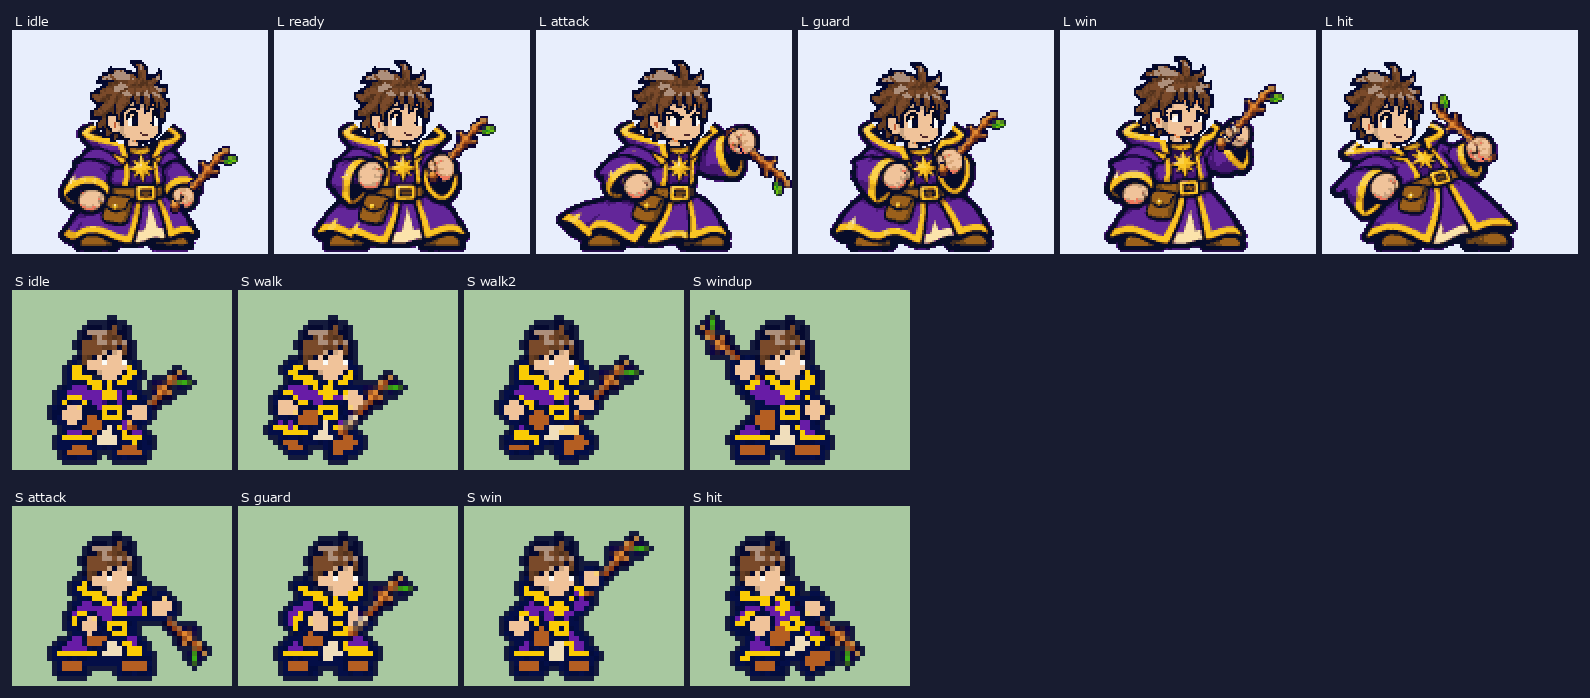 L idle
L ready
L attack
L guard
L win
L hit
S idle
S walk
S walk2
S windup
S attack
S guard
S win
S hit